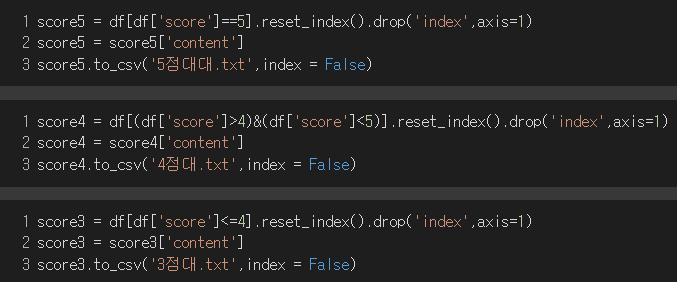 1 score5 = df[df['score']==5].reset_index().drop('index',axis=1)
2 score5 = score5['content']
3 score5.to_csv('5점대대.txt',index = False)
1 score4 = df[(df['score']>4)&(df['score']<5)].reset_index().drop('index',axis=1)
2 score4 = score4['content']
3 score4.to_csv('4점대.txt',index = False)
1 score3 = df[df['score']<=4].reset_index().drop('index',axis=1)
2 score3 = score3['content']
3 score3.to_csv('3점대.txt',index = False)